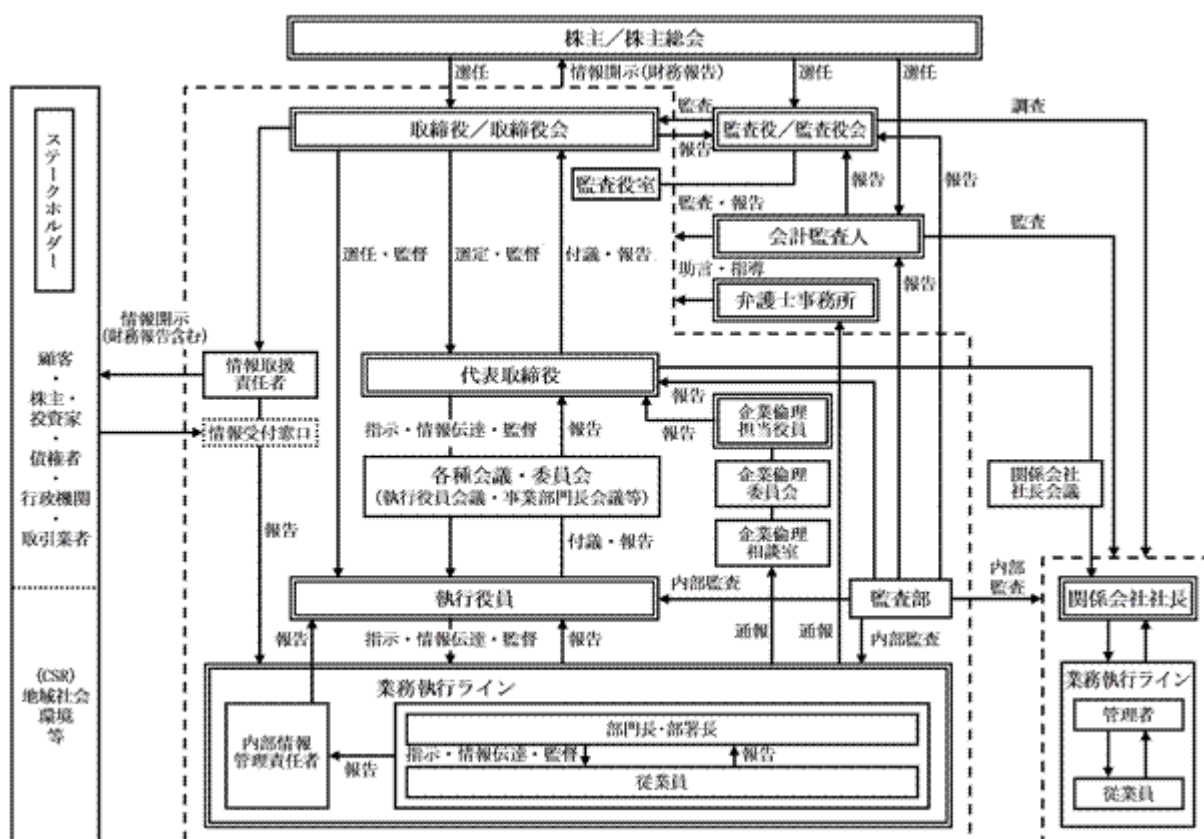 株主／株主総会
選任
情報開示(財務報告)
選任
選任
ステークホルダー
取締役／取締役会
監査
報告
監査役／監査役会
調査
監査役室
報告
報告
監査・報告
会計監査人
監査
選任・監督
選定・監督
付議・報告
助言・指導
弁護士事務所
報告
情報開示
(財務報告含む)
顧客
・
株主・
投資家
・
債権者
・
行政機関
・
取引業者
情報取扱
責任者
情報受付窓口
代表取締役
報告
報告
企業倫理
担当役員
指示・情報伝達・監督
報告
各種会議・委員会
(執行役員会議・事業部門長会議等)
企業倫理
委員会
関係会社
社長会議
報告
付議・報告
企業倫理
相談室
執行役員
内部監査
監査部
内部
監査
関係会社社長
報告
指示・情報伝達・監督
報告
通報
通報
内部監査
(CSR)
地域社会
環境
等
業務執行ライン
内部情報
管理責任者
報告
部門長・部署長
指示・情報伝達・監督
報告
従業員
業務執行ライン
管理者
従業員